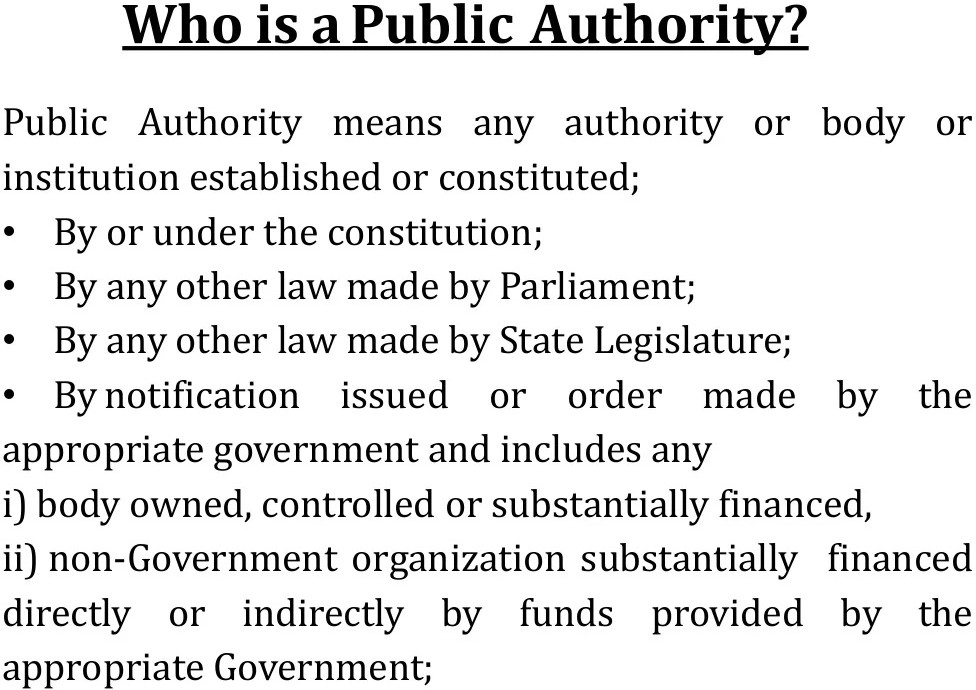 Who is a Public Authority?
Public Authority means any authority or body or
institution established or constituted;
• By or under the constitution;
• By any other law made by Parliament;
• By any other law made by State Legislature;
• By notification issued or order made by the
appropriate government and includes any
i) body owned, controlled or substantially financed,
ii) non-Government organization substantially financed
directly or indirectly by funds provided by the
appropriate Government;